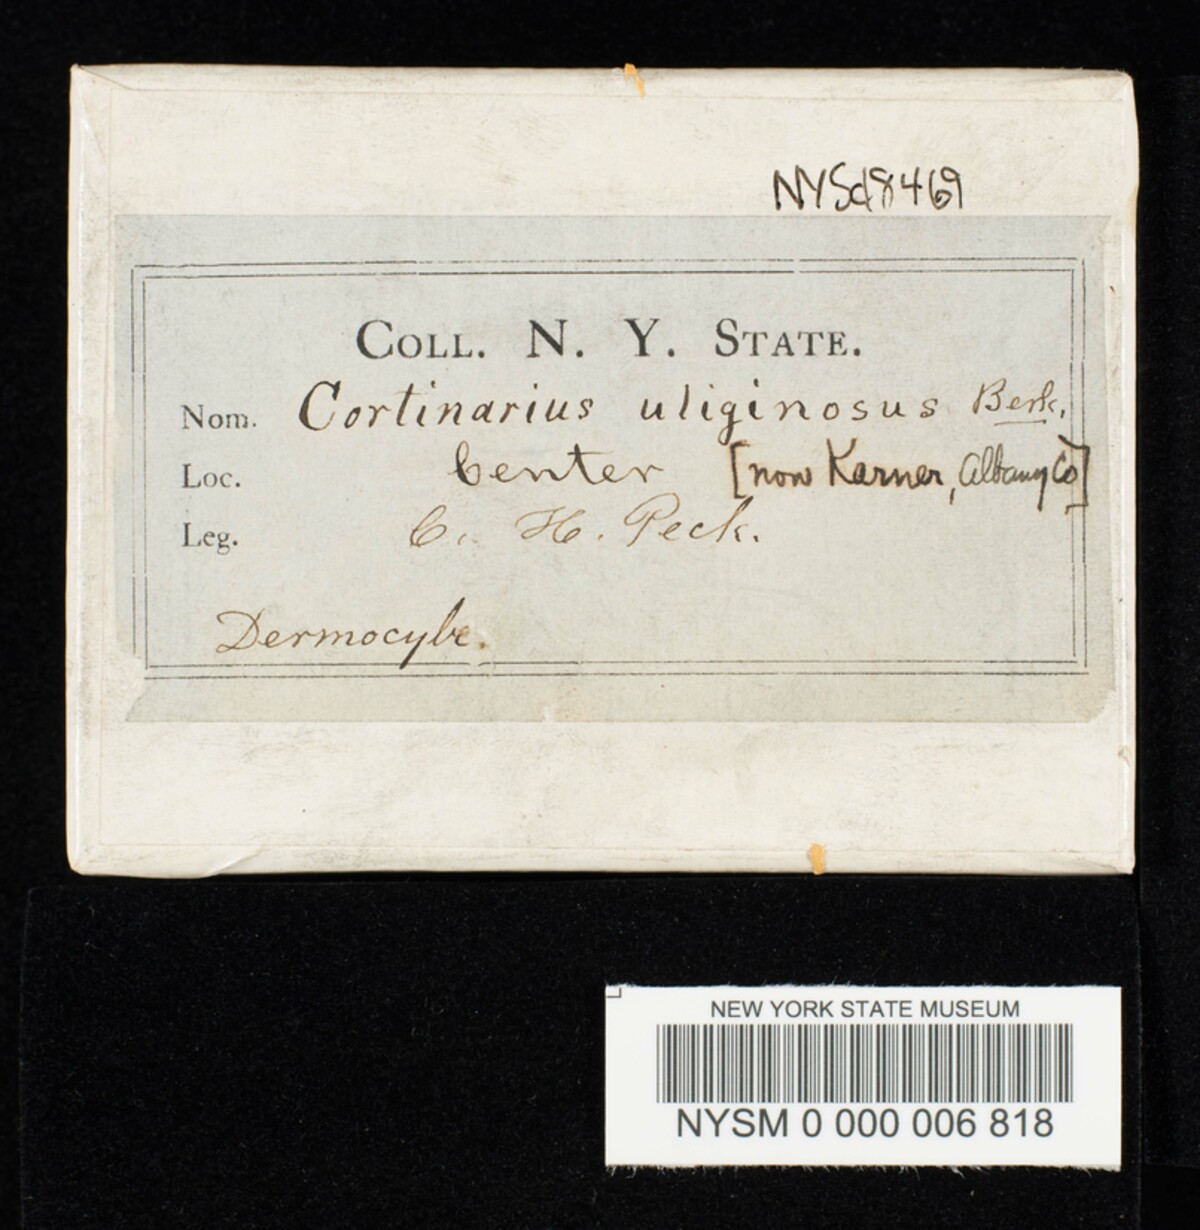 NYSd8469
COLL. N. Y. STATE.
Nom. Cortinarius uliginosus Berk.
Loc. Center [now Karner, Albany Co]
Leg. C. H. Peck.
Dermocybe.
NEW YORK STATE MUSEUM
NYSM 0 000 006 818